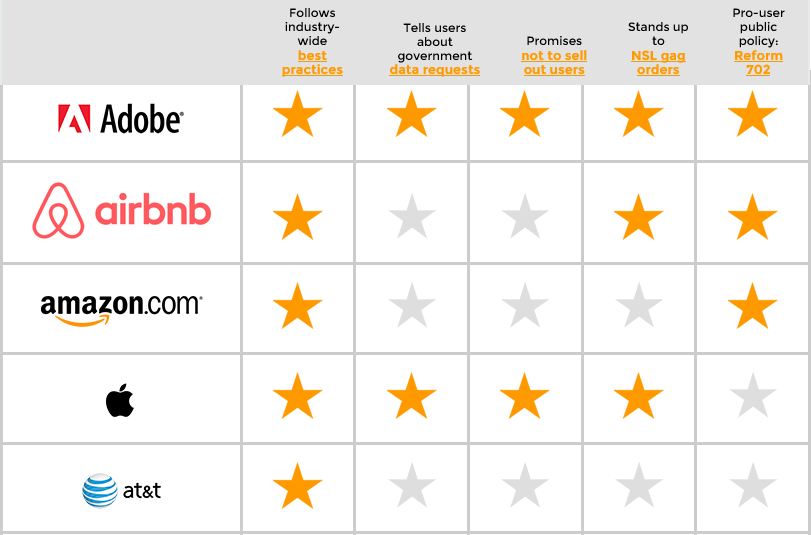 Follows
industry-
wide
best
practices
Tells users
about
government
data requests
Promises
not to sell
out users
Stands up
to
NSL gag
orders
Pro-user
public
policy:
Reform
702
Adobe®
airbnb
amazon.com®
at&t